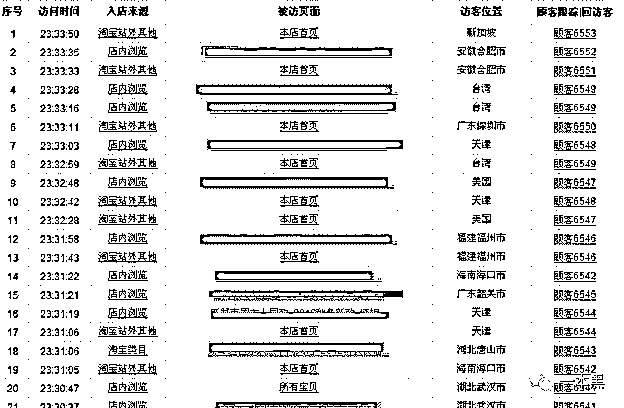 序号 访问时间 入店来源 被访页面 访客位置 顾客跟踪|回访客
1 23:33:50 淘宝站外其他 本店首页 新加坡 顾客6553
2 23:33:35 店内浏览 安徽合肥市 顾客6552
3 23:33:33 淘宝站外其他 本店首页 安徽合肥市 顾客6551
4 23:33:28 店内浏览 台湾 顾客6549
5 23:33:16 店内浏览 台湾 顾客6549
6 23:33:11 淘宝站外其他 本店首页 广东深圳市 顾客6550
7 23:33:03 店内浏览 天津 顾客6548
8 23:32:59 淘宝站外其他 本店首页 台湾 顾客6549
9 23:32:48 店内浏览 美国 顾客6547
10 23:32:42 淘宝站外其他 本店首页 天津 顾客6548
11 23:32:28 淘宝站外其他 本店首页 美国 顾客6547
12 23:31:58 店内浏览 福建福州市 顾客6546
13 23:31:43 淘宝站外其他 本店首页 福建福州市 顾客6546
14 23:31:22 店内浏览 海南海口市 顾客6542
15 23:31:21 店内浏览 广东韶关市 顾客6545
16 23:31:19 店内浏览 天津 顾客6544
17 23:31:06 淘宝站外其他 本店首页 天津 顾客6544
18 23:31:06 淘宝类目 河北唐山市 顾客6543
19 23:31:05 淘宝站外其他 本店首页 海南海口市 顾客6542
20 23:30:47 店内浏览 所有宝贝 湖北武汉市
21 23:30:37 店内浏览 湖北武汉市 顾客6541